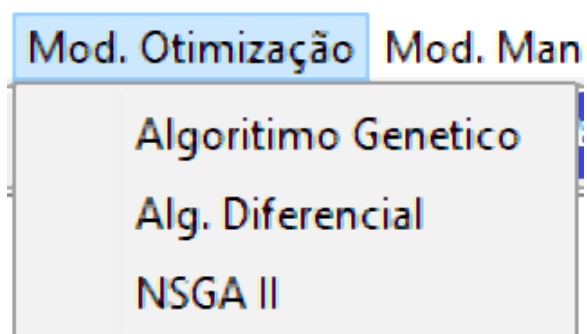 Mod. Otimização Mod. Man
Algoritimo Genetico
Alg. Diferencial
NSGA II